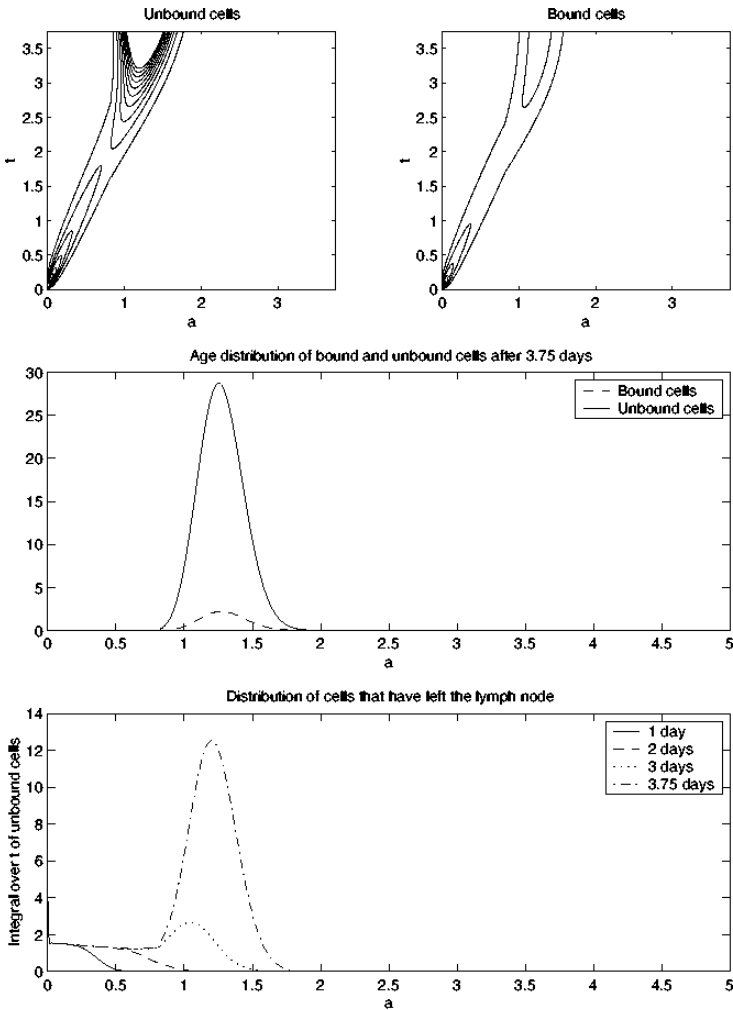 Unbound cells
Bound cells
3.5
3
2.5
2
1.5
1
0.5
0
t
0 1 2 3
a
3.5
3
2.5
2
1.5
1
0.5
0
t
0 1 2 3
a
Age distribution of bound and unbound cells after 3.75 days
30
25
20
15
10
5
0
Bound cells
Unbound cells
0 0.5 1 1.5 2 2.5 3 3.5 4 4.5 5
a
Distribution of cells that have left the lymph node
Integral over t of unbound cells
14
12
10
8
6
4
2
0
1 day
2 days
3 days
3.75 days
0 0.5 1 1.5 2 2.5 3 3.5 4 4.5 5
a